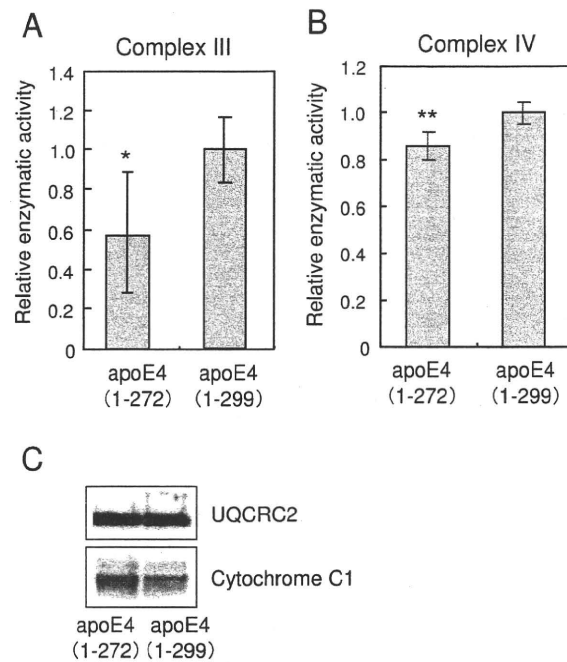 A
Complex III
Relative enzymatic activity
1.4
1.2
1.0
0.8
0.6
0.4
0.2
0
*
apoE4
(1-272)
apoE4
(1-299)
B
Complex IV
Relative enzymatic activity
1.2
1.0
0.8
0.6
0.4
0.2
0
**
apoE4
(1-272)
apoE4
(1-299)
C
UQCRC2
Cytochrome C1
apoE4
(1-272)
apoE4
(1-299)